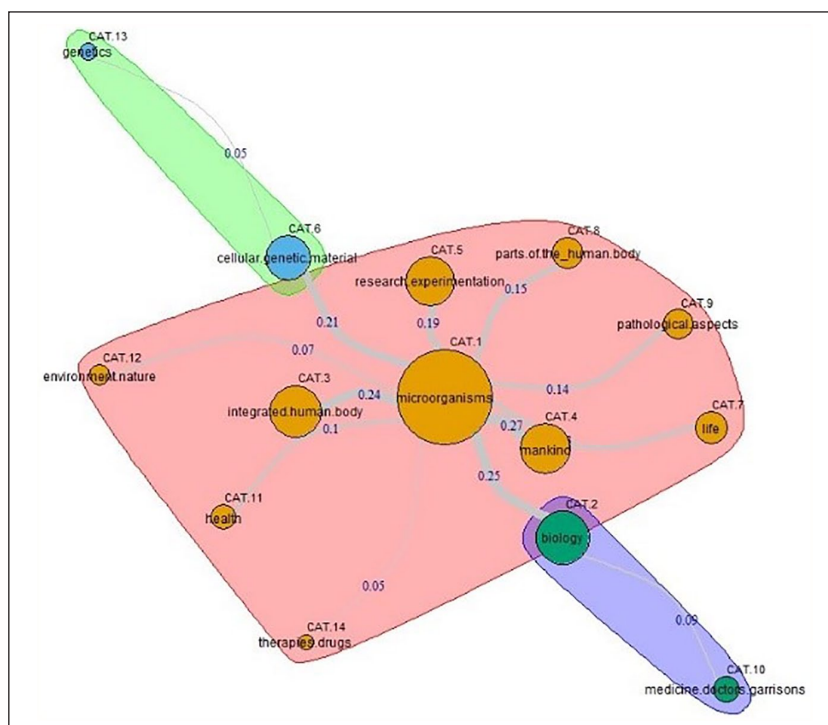 CAT.13
genetics
0.05
CAT.6
cellular.genetic.material
CAT.5
research.experimentation
CAT.8
parts.of.the_human.body
0.15
CAT.9
pathological.aspects
0.21
0.19
CAT.1
microorganisms
0.07
CAT.12
environment.nature
CAT.3
integrated.human.body
0.24
0.14
0.1
0.27
CAT.4
mankind
CAT.7
life
0.25
CAT.11
health
CAT.2
biology
0.05
CAT.14
therapies.drugs
0.09
CAT.10
medicine.doctors.garrisons